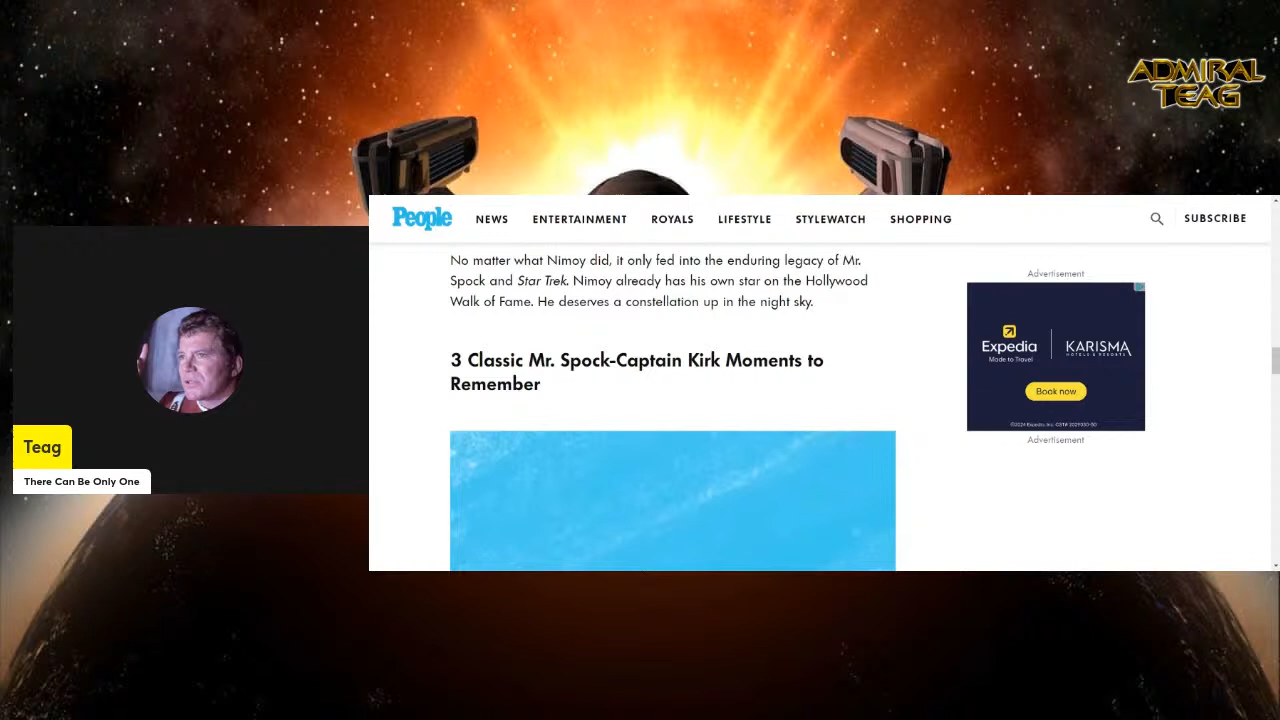 ADMIRAL
TEAG
People
NEWS
ENTERTAINMENT
ROYALS
LIFESTYLE
STYLEWATCH
SHOPPING
SUBSCRIBE
No matter what Nimoy did, it only fed into the enduring legacy of Mr.
Spock and Star Trek. Nimoy already has his own star on the Hollywood
Walk of Fame. He deserves a constellation up in the night sky.
3 Classic Mr. Spock-Captain Kirk Moments to
Remember
Advertisement
Expedia
Made to Travel
KARISMA
HOTELS & RESORTS
Book now
Advertisement
Teag
There Can Be Only One